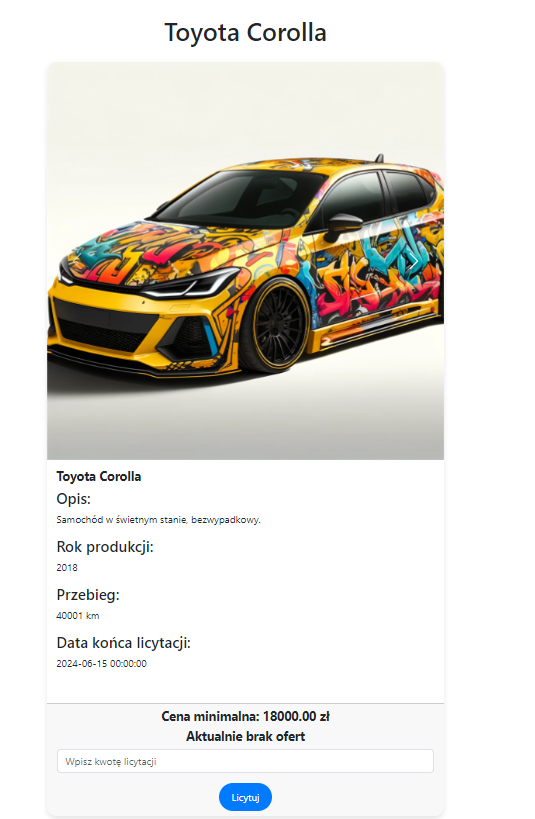 Toyota Corolla
Toyota Corolla
Opis:
Samochód w świetnym stanie, bezwypadkowy.
Rok produkcji:
2018
Przebieg:
40001 km
Data końca licytacji:
2024-06-15 00:00:00
Cena minimalna: 18000.00 zł
Aktualnie brak ofert
Wpisz kwotę licytacji
Licytuj